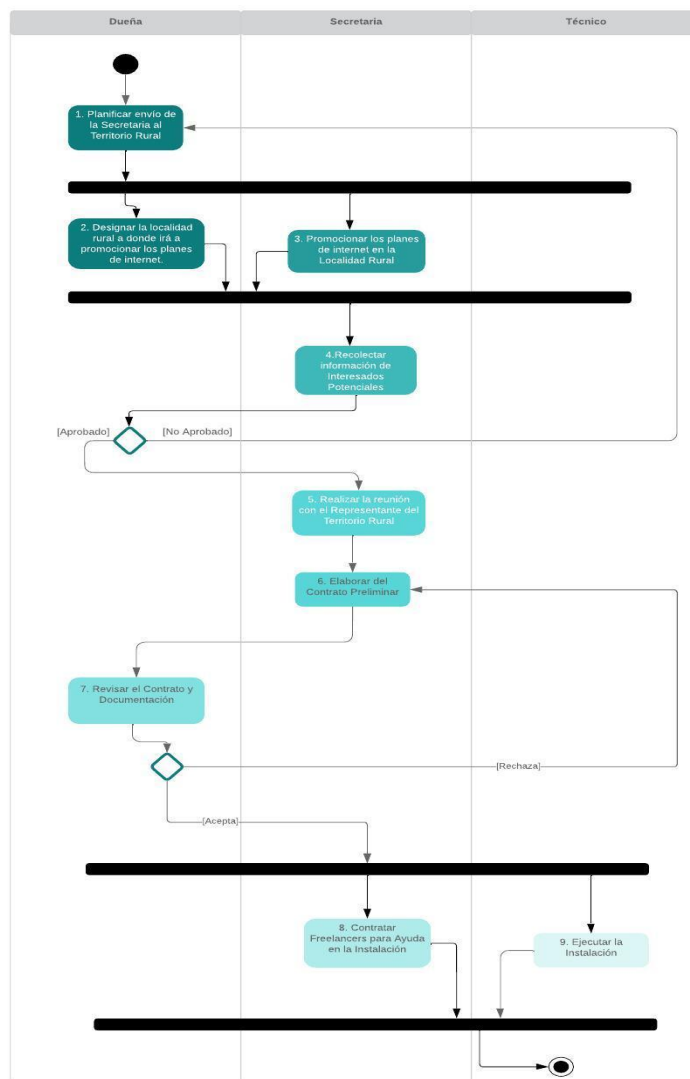 Dueña
Secretaria
Técnico
1. Planificar envío de
la Secretaria al
Territorio Rural
2. Designar la localidad
rural a donde irá a
promocionar los planes
de internet.
3. Promocionar los planes
de internet en la
Localidad Rural
4.Recolectar
información de
Interesados
Potenciales
[Aprobado]
[No Aprobado]
5. Realizar la reunión
con el Representante del
Territorio Rural
6. Elaborar del
Contrato Preliminar
7. Revisar el Contrato y
Documentación
[Rechaza]
[Acepta]
8. Contratar
Freelancers para Ayuda
en la Instalación
9. Ejecutar la
Instalación